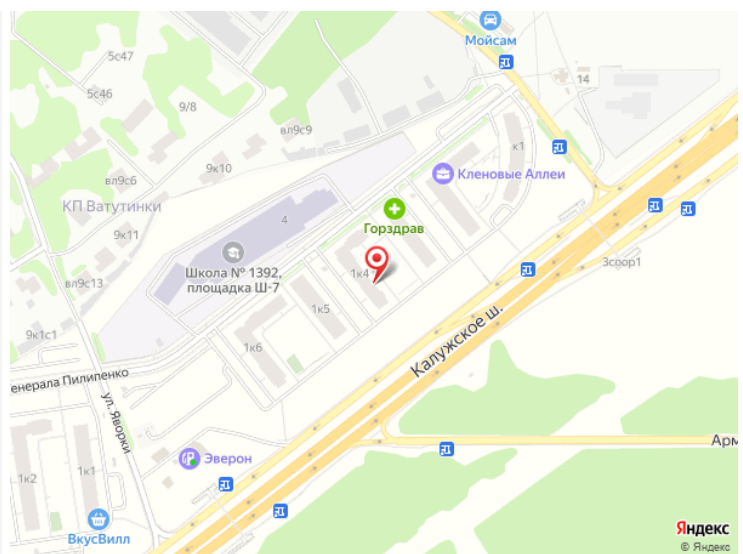 5с47
Мойсам
5с46
14
9/8
вл9с9
к1
9к10
вл9с6
Кленовые Аллеи
КП Ватутинки
4
Горздрав
9к11
Школа № 1392,
площадка Ш-7
1к4
3спор1
вл9с13
1к5
9к1с1
1к6
Калужское ш.
енерала Пилипенко
ул. Яворки
Арм
Эверон
1к2
1к1
ВкусВилл
Яндекс
© Яндекс